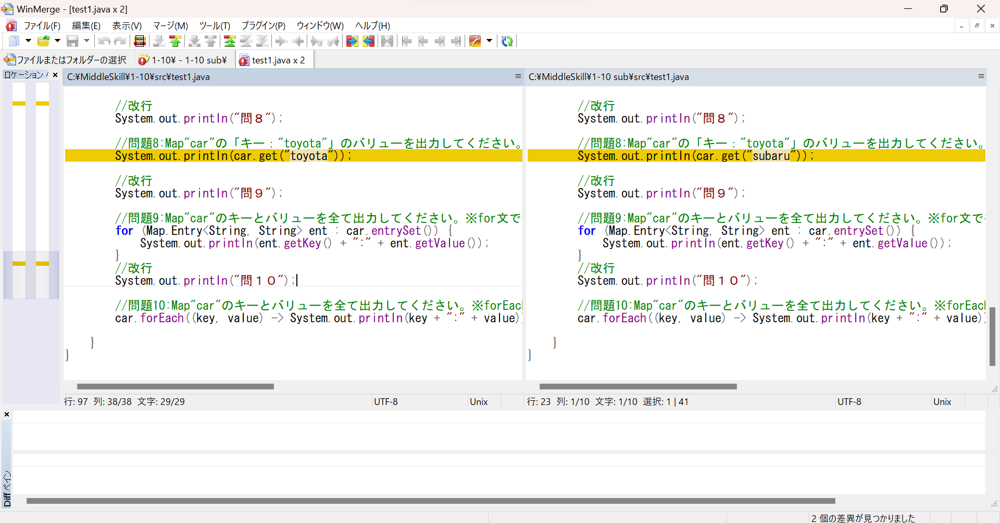 WinMerge - [test1.java x 2]
ファイル(F) 編集(E) 表示(V) マージ(M) ツール(T) プラグイン(P) ウィンドウ(W) ヘルプ(H)
ファイルまたはフォルダーの選択 1-10¥ - 1-10 sub¥ test1.java x 2
ロケーション
C:¥MiddleSkill¥1-10¥src¥test1.java
//改行
System.out.println("問８");
//問題8:Map"car"の「キー："toyota"」のバリューを出力してください。
System.out.println(car.get("toyota"));
//改行
System.out.println("問９");
//問題9:Map"car"のキーとバリューを全て出力してください。※for文で
for (Map.Entry<String, String> ent : car.entrySet()) {
System.out.println(ent.getKey() + ":" + ent.getValue());
}
//改行
System.out.println("問１０");
//問題10:Map"car"のキーとバリューを全て出力してください。※forEac
car.forEach((key, value) -> System.out.println(key + ":" + value)
}
}
行: 97 列: 38/38 文字: 29/29 UTF-8 Unix
C:¥MiddleSkill¥1-10 sub¥src¥test1.java
//改行
System.out.println("問８");
//問題8:Map"car"の「キー："toyota"」のバリューを出力してください。
System.out.println(car.get("subaru"));
//改行
System.out.println("問９");
//問題9:Map"car"のキーとバリューを全て出力してください。※for文で
for (Map.Entry<String, String> ent : car.entrySet()) {
System.out.println(ent.getKey() + ":" + ent.getValue());
}
//改行
System.out.println("問１０");
//問題10:Map"car"のキーとバリューを全て出力してください。※forEac
car.forEach((key, value) -> System.out.println(key + ":" + value)
}
}
行: 23 列: 1/10 文字: 1/10 選択: 1 | 41 UTF-8 Unix
Diff ペイン
2 個の差異が見つかりました